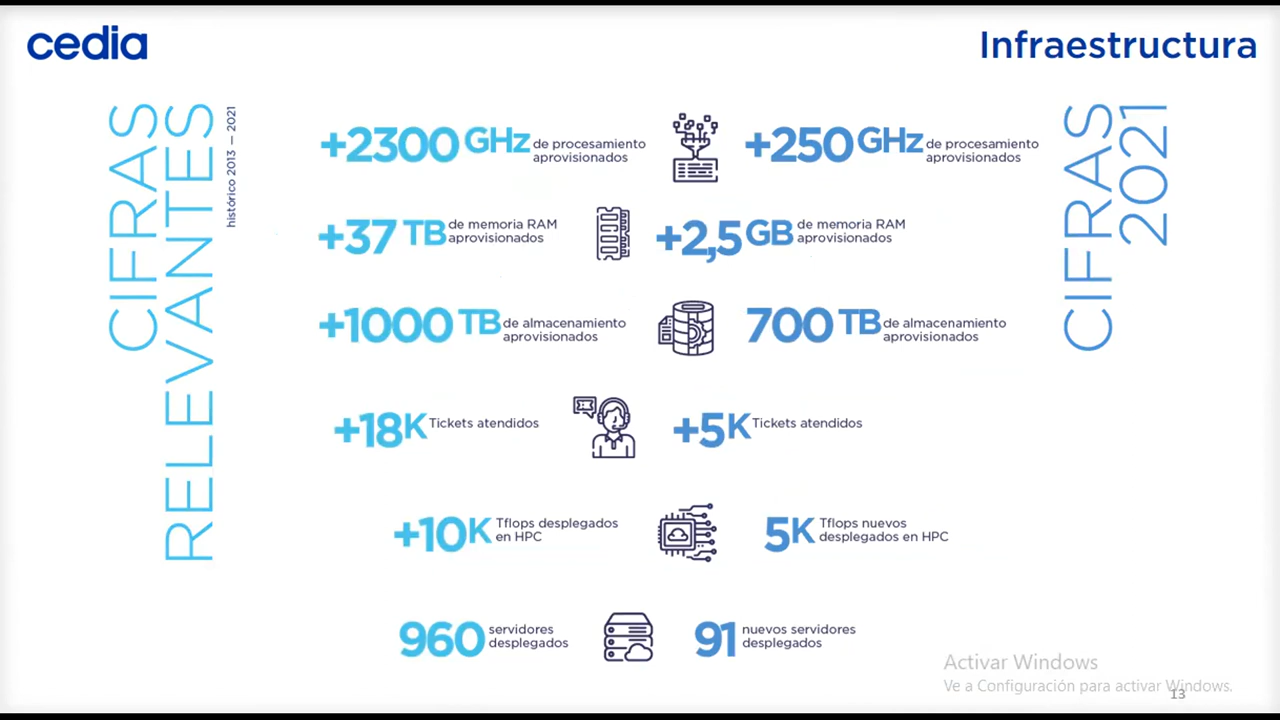 cedia
Infraestructura
CIFRAS
RELEVANTES
histórico 2013 – 2021
+2300 GHz de procesamiento
aprovisionados
+250 GHz de procesamiento
aprovisionados
CIFRAS
2021
+37 TB de memoria RAM
aprovisionados
+2,5 GB de memoria RAM
aprovisionados
+1000 TB de almacenamiento
aprovisionados
700 TB de almacenamiento
aprovisionados
+18K Tickets atendidos
+5K Tickets atendidos
+10K Tflops desplegados
en HPC
5K Tflops nuevos
desplegados en HPC
960 servidores
desplegados
91 nuevos servidores
desplegados
Activar Windows
Ve a Configuración para activar Windows.
13